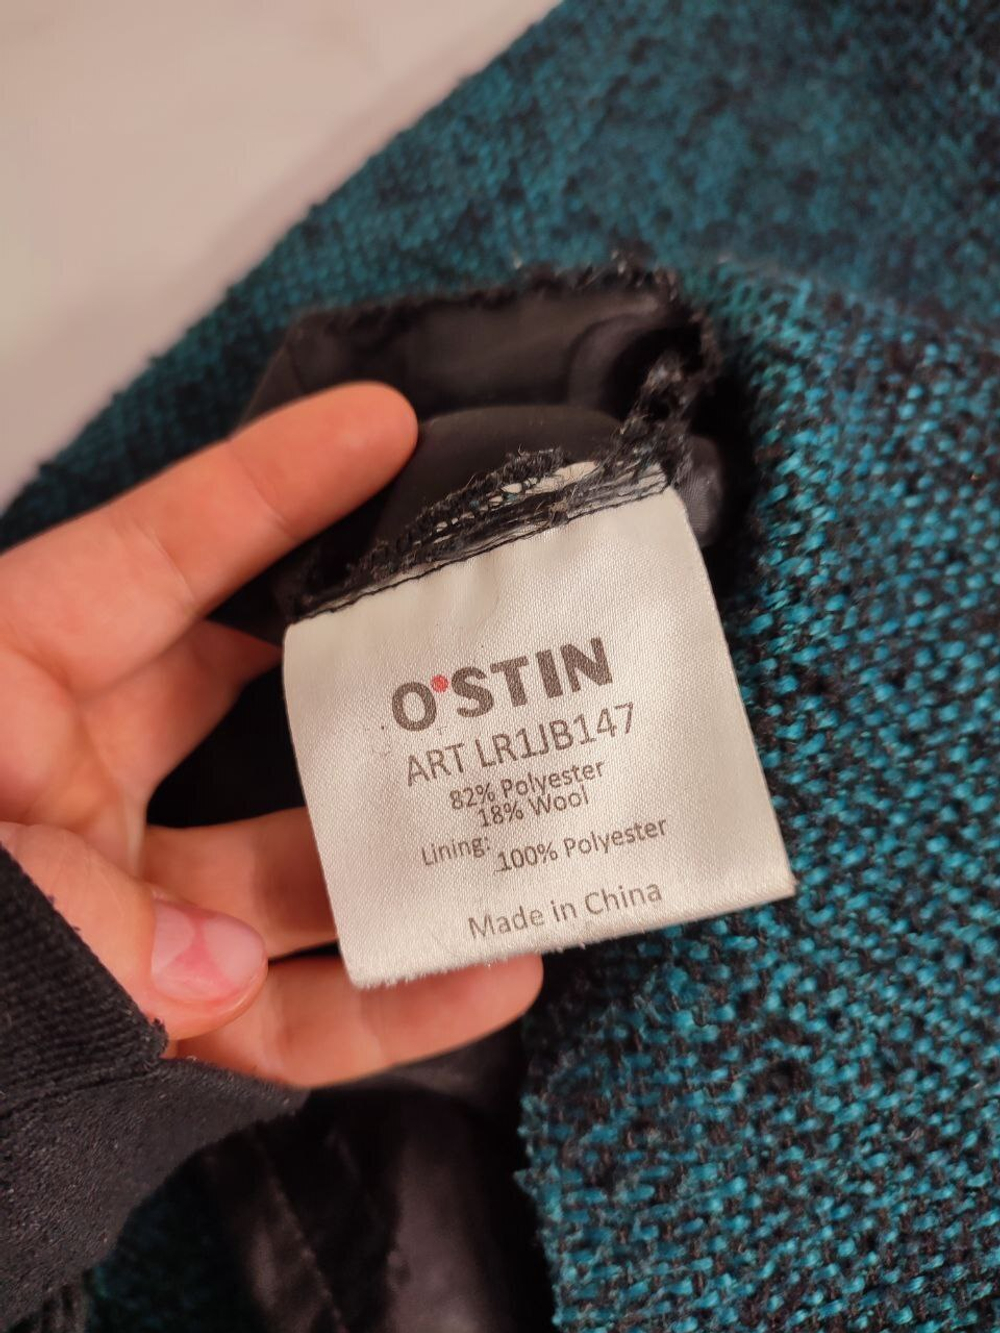 O'STIN
ART LR1JB147
82% Polyester
18% Wool
Lining: 100% Polyester
Made in China